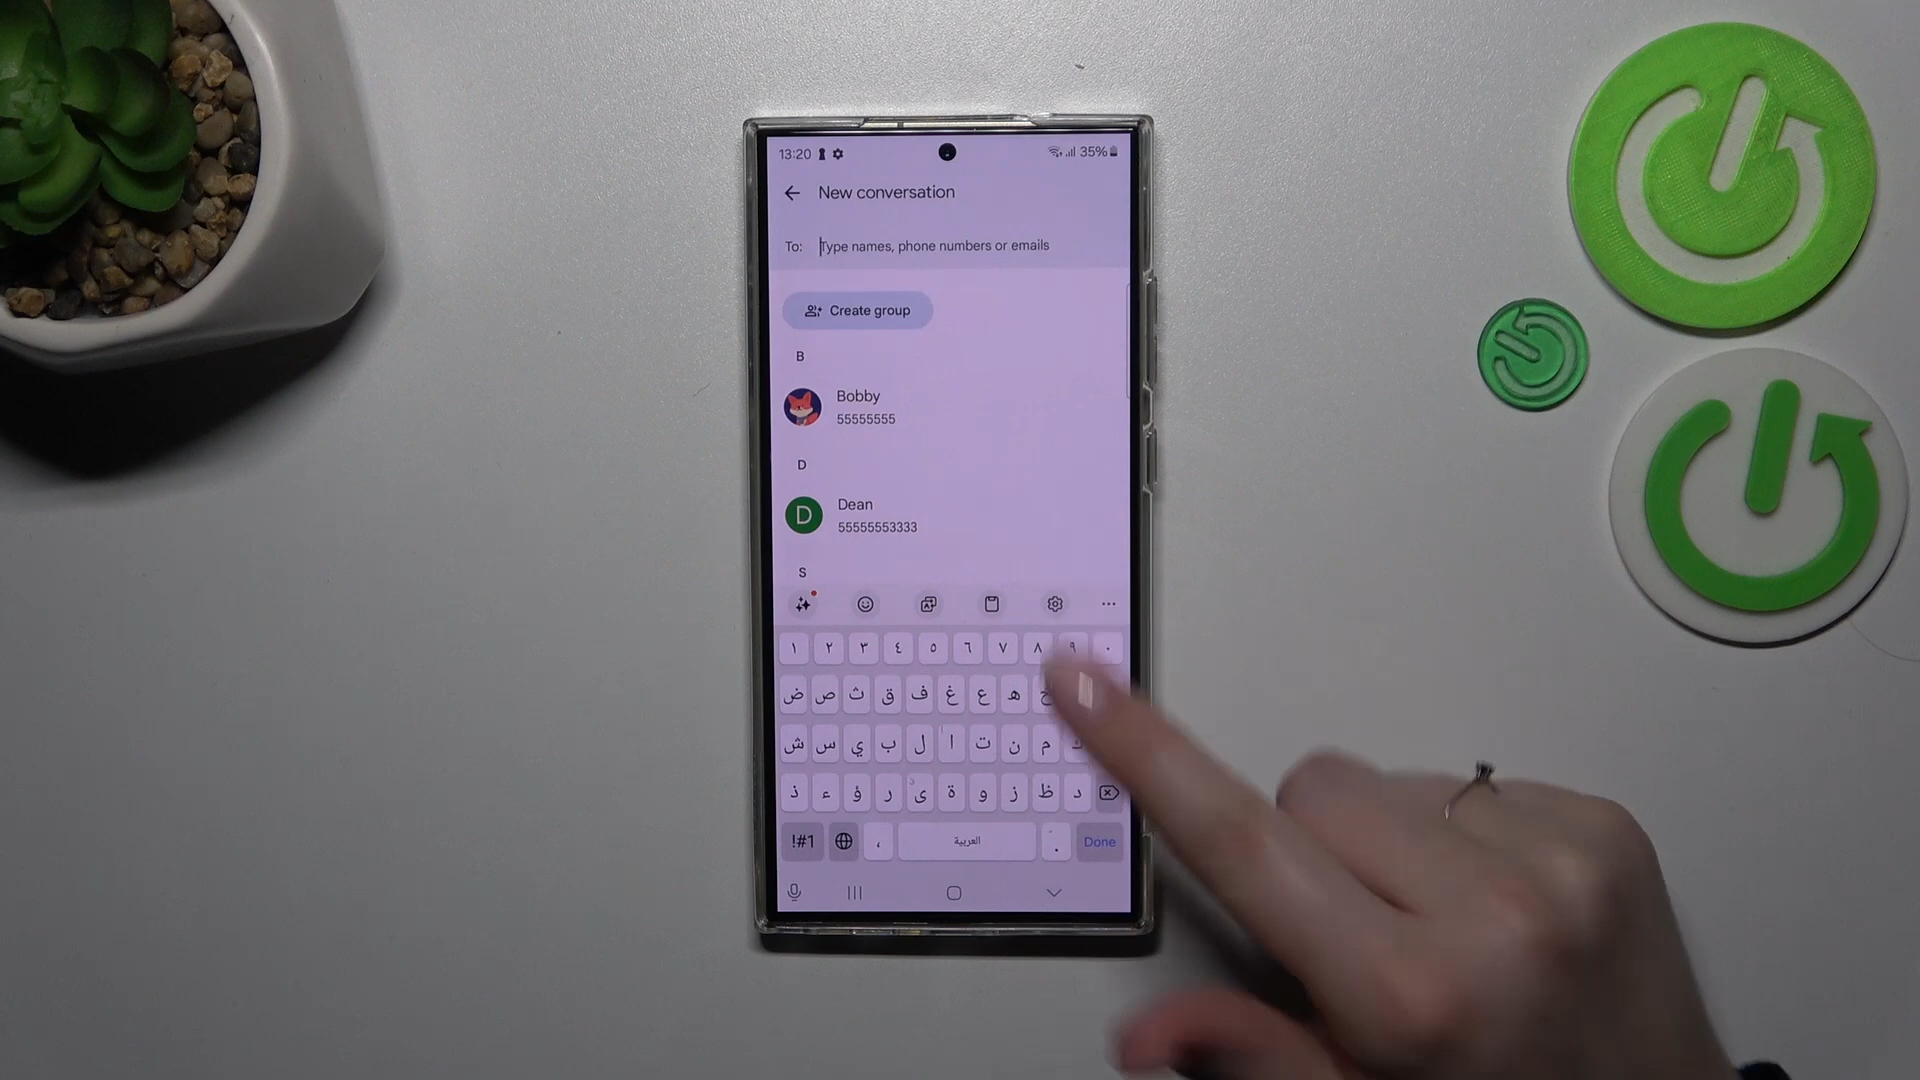 13:20 35%
New conversation
To: Type names, phone numbers or emails
Create group
B
Bobby
55555555
D
D Dean
55555553333
S
١ ٢ ٣ ٤ ٥ ٦ ٧ ٨ ٩ ٠
ض ص ث ق ف غ ع ه خ
ش س ي ب ل ا ت ن م ك
ذ ء ؤ ر ى ة و ز ظ د
!#1 ، العربية . Done